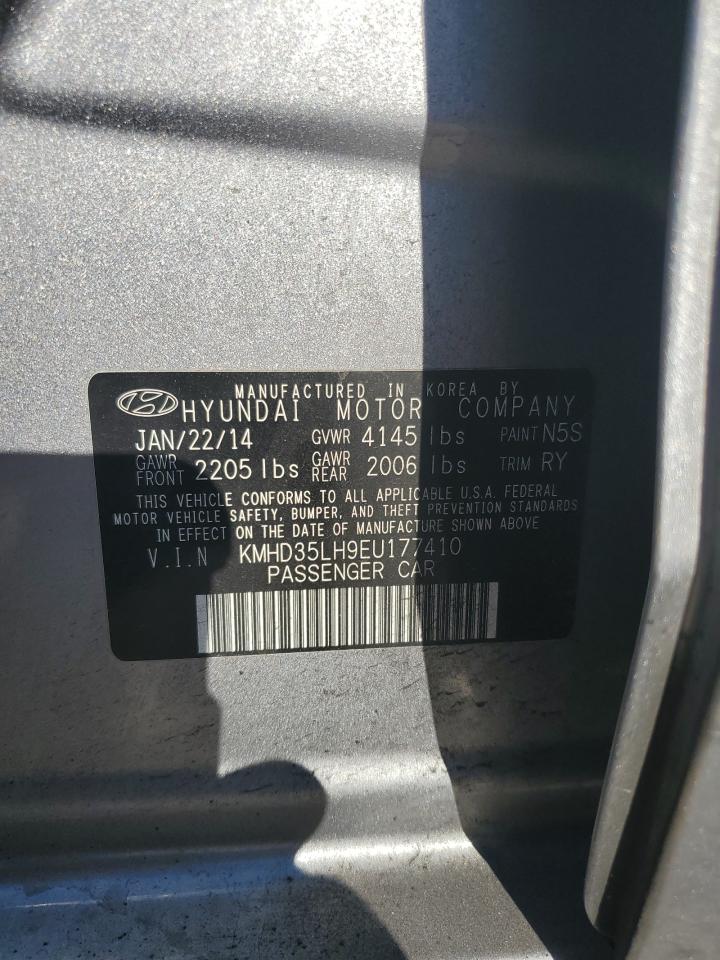 MANUFACTURED IN KOREA BY
HYUNDAI MOTOR COMPANY
JAN/22/14 GVWR 4145 lbs PAINT N5S
GAWR FRONT 2205 lbs GAWR REAR 2006 lbs TRIM RY
THIS VEHICLE CONFORMS TO ALL APPLICABLE U.S.A. FEDERAL
MOTOR VEHICLE SAFETY, BUMPER, AND THEFT PREVENTION STANDARDS
IN EFFECT ON THE DATE OF MANUFACTURE SHOWN ABOVE
V.I.N KMHD35LH9EU177410
PASSENGER CAR